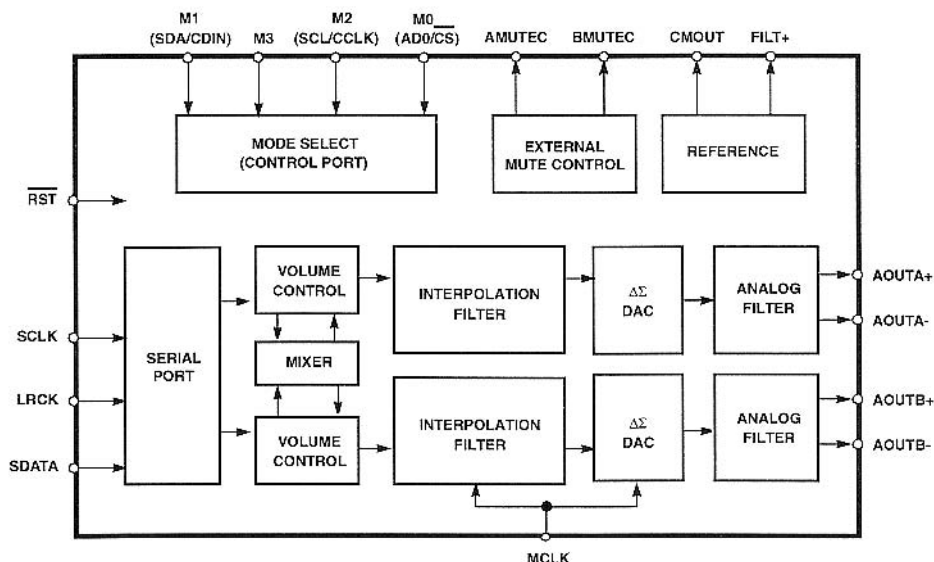 M1
(SDA/CDIN)
M3
M2
(SCL/CCLK)
M0
(AD0/CS)
AMUTEC
BMUTEC
CMOUT
FILT+
MODE SELECT
(CONTROL PORT)
EXTERNAL
MUTE CONTROL
REFERENCE
RST
SCLK
LRCK
SDATA
SERIAL
PORT
VOLUME
CONTROL
MIXER
VOLUME
CONTROL
INTERPOLATION
FILTER
ΔΣ
DAC
ANALOG
FILTER
INTERPOLATION
FILTER
ΔΣ
DAC
ANALOG
FILTER
AOUTA+
AOUTA-
AOUTB+
AOUTB-
MCLK